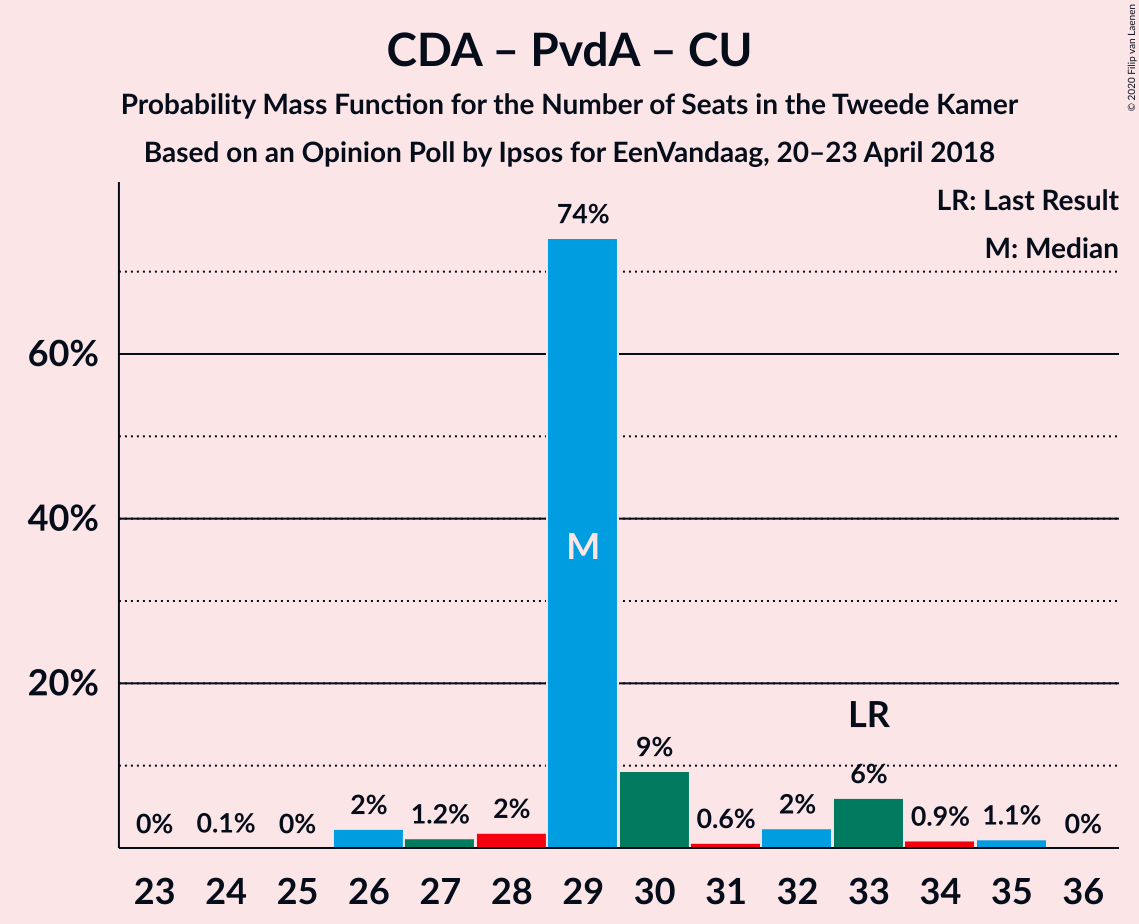 CDA – PvdA – CU
Probability Mass Function for the Number of Seats in the Tweede Kamer
Based on an Opinion Poll by Ipsos for EenVandaag, 20–23 April 2018
© 2020 Filip van Laenen
LR: Last Result
M: Median
60%
40%
20%
0%
0.1%
0%
2%
1.2%
2%
74%
M
9%
0.6%
2%
LR
6%
0.9%
1.1%
0%
23 24 25 26 27 28 29 30 31 32 33 34 35 36